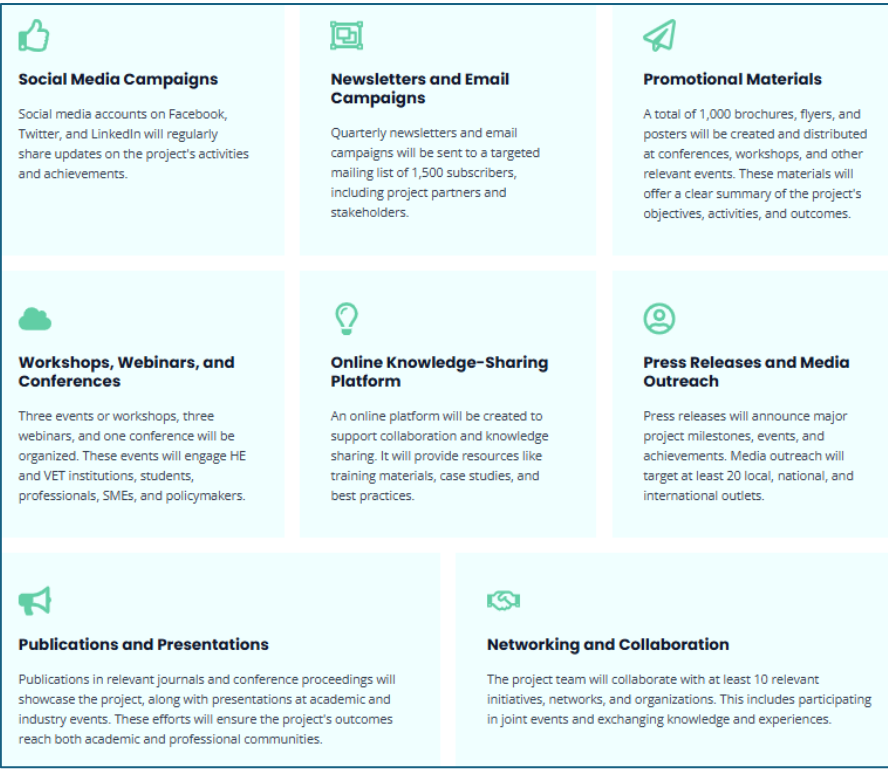 Social Media Campaigns
Social media accounts on Facebook,
Twitter, and LinkedIn will regularly
share updates on the project's activities
and achievements.
Newsletters and Email
Campaigns
Quarterly newsletters and email
campaigns will be sent to a targeted
mailing list of 1,500 subscribers,
including project partners and
stakeholders.
Promotional Materials
A total of 1,000 brochures, flyers, and
posters will be created and distributed
at conferences, workshops, and other
relevant events. These materials will
offer a clear summary of the project's
objectives, activities, and outcomes.
Workshops, Webinars, and
Conferences
Three events or workshops, three
webinars, and one conference will be
organized. These events will engage HE
and VET institutions, students,
professionals, SMEs, and policymakers.
Online Knowledge-Sharing
Platform
An online platform will be created to
support collaboration and knowledge
sharing. It will provide resources like
training materials, case studies, and
best practices.
Press Releases and Media
Outreach
Press releases will announce major
project milestones, events, and
achievements. Media outreach will
target at least 20 local, national, and
international outlets.
Publications and Presentations
Publications in relevant journals and conference proceedings will
showcase the project, along with presentations at academic and
industry events. These efforts will ensure the project's outcomes
reach both academic and professional communities.
Networking and Collaboration
The project team will collaborate with at least 10 relevant
initiatives, networks, and organizations. This includes participating
in joint events and exchanging knowledge and experiences.